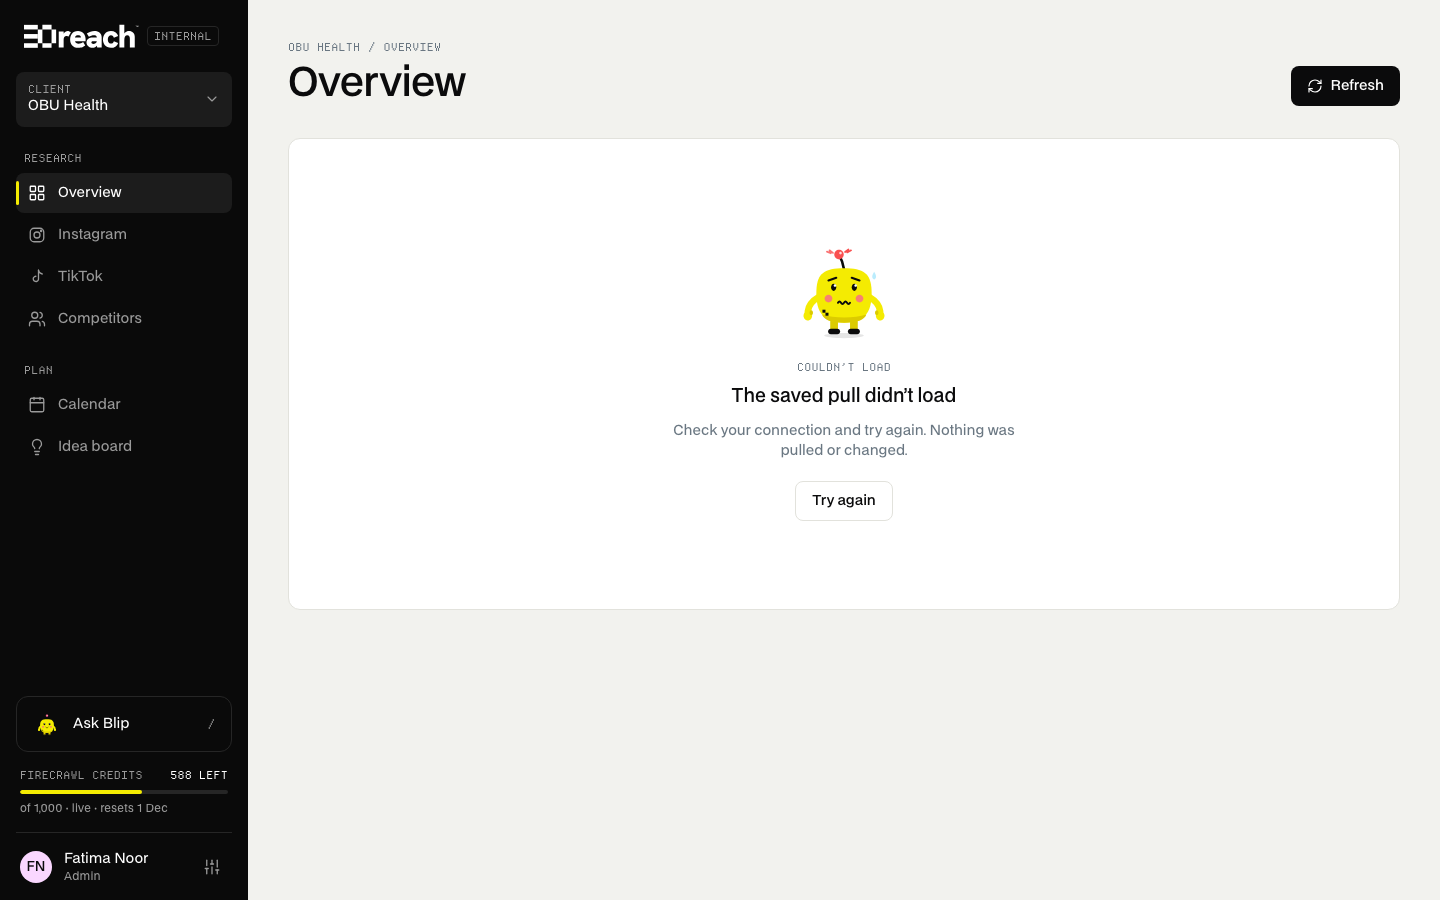 reach
INTERNAL
CLIENT
OBU Health
RESEARCH
Overview
Instagram
TikTok
Competitors
PLAN
Calendar
Idea board
Ask Blip /
FIRECRAWL CREDITS 588 LEFT
of 1,000 · live · resets 1 Dec
FN
Fatima Noor
Admin
OBU HEALTH / OVERVIEW
Overview
Refresh
COULDN'T LOAD
The saved pull didn't load
Check your connection and try again. Nothing was
pulled or changed.
Try again